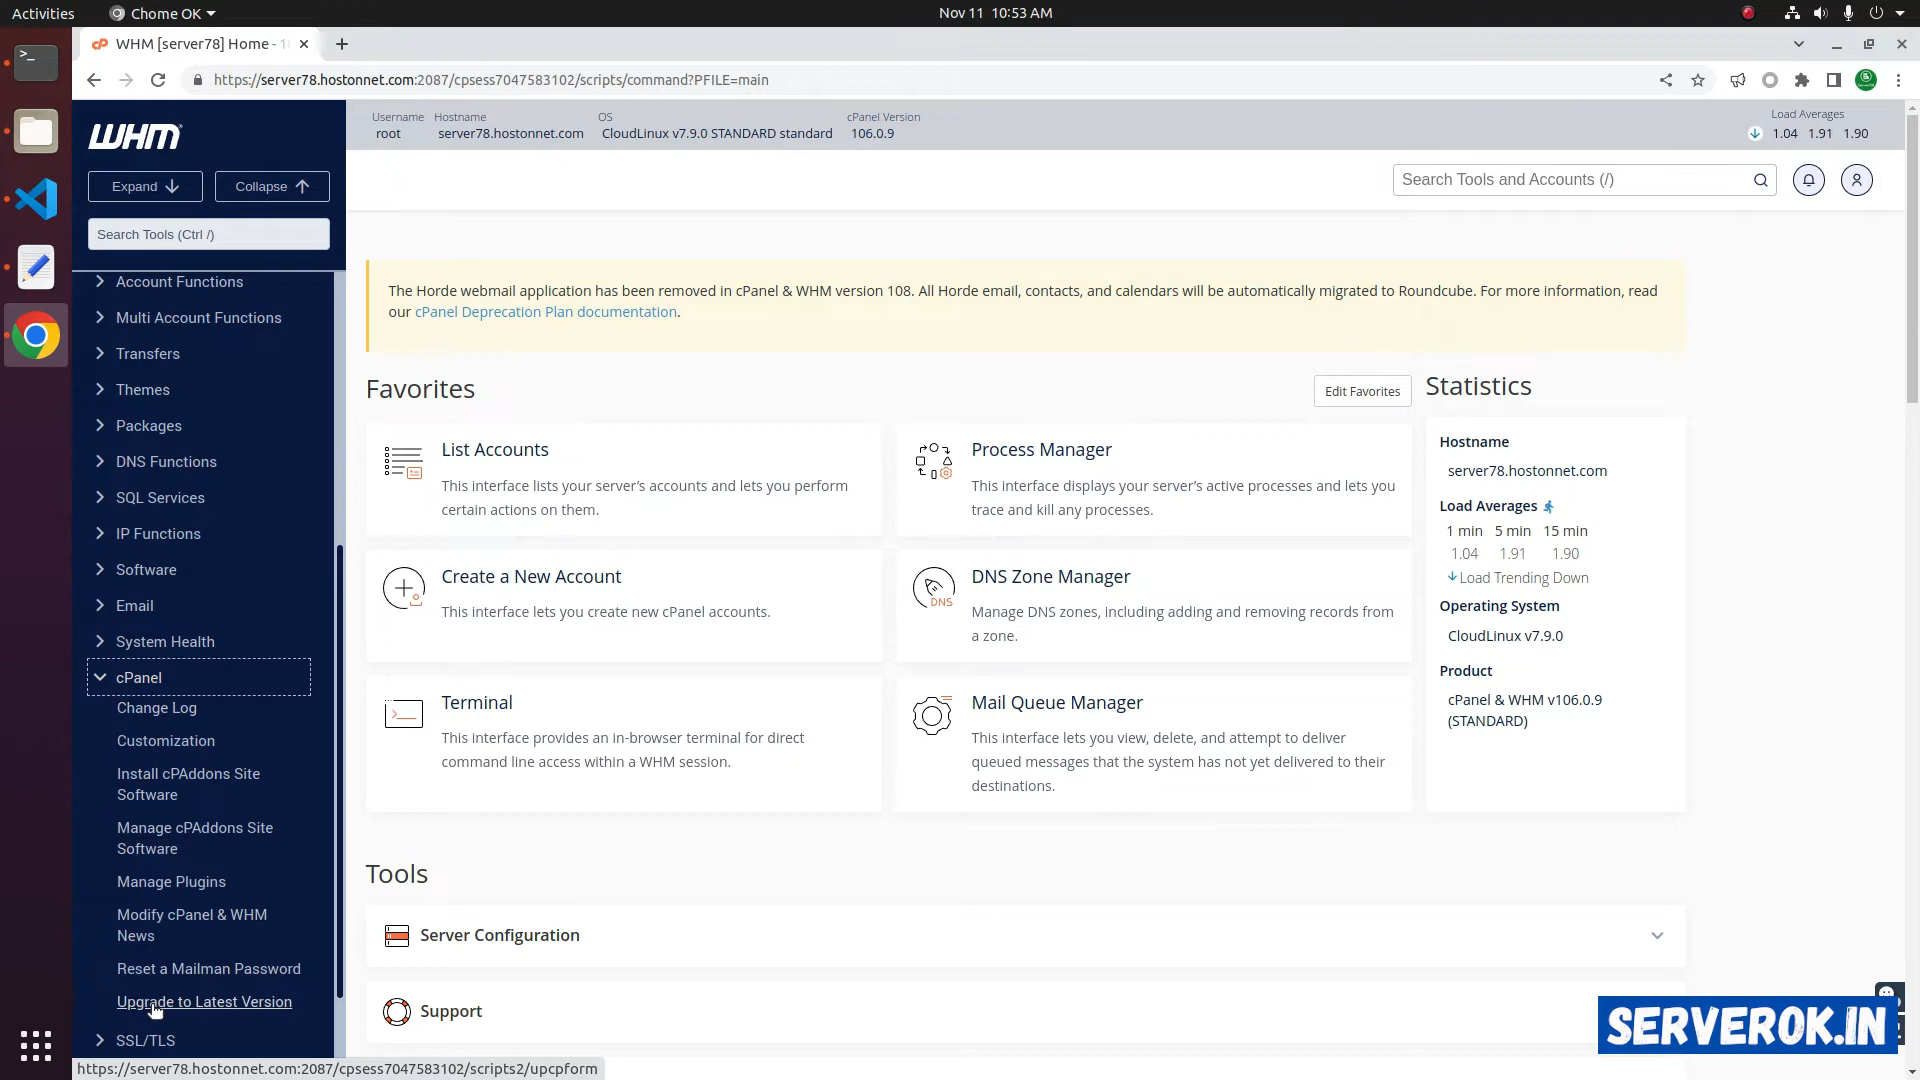 Activities
Chome OK
Nov 11 10:53 AM
WHM [server78] Home - 10
https://server78.hostonnet.com:2087/cpsess7047583102/scripts/command?PFILE=main
WHM
Username
Hostname
OS
cPanel Version
Load Averages
root
server78.hostonnet.com
CloudLinux v7.9.0 STANDARD standard
106.0.9
1.04 1.91 1.90
Expand
Collapse
Search Tools and Accounts (/)
Search Tools (Ctrl /)
Account Functions
Multi Account Functions
Transfers
Themes
Packages
DNS Functions
SQL Services
IP Functions
Software
Email
System Health
cPanel
Change Log
Customization
Install cPAddons Site
Software
Manage cPAddons Site
Software
Manage Plugins
Modify cPanel & WHM
News
Reset a Mailman Password
Upgrade to Latest Version
SSL/TLS
The Horde webmail application has been removed in cPanel & WHM version 108. All Horde email, contacts, and calendars will be automatically migrated to Roundcube. For more information, read
our cPanel Deprecation Plan documentation.
Favorites
Edit Favorites
List Accounts
This interface lists your server's accounts and lets you perform
certain actions on them.
Process Manager
This interface displays your server's active processes and lets you
trace and kill any processes.
Create a New Account
This interface lets you create new cPanel accounts.
DNS Zone Manager
DNS
Manage DNS zones, including adding and removing records from
a zone.
Terminal
This interface provides an in-browser terminal for direct
command line access within a WHM session.
Mail Queue Manager
This interface lets you view, delete, and attempt to deliver
queued messages that the system has not yet delivered to their
destinations.
Statistics
Hostname
server78.hostonnet.com
Load Averages
1 min 5 min 15 min
1.04 1.91 1.90
Load Trending Down
Operating System
CloudLinux v7.9.0
Product
cPanel & WHM v106.0.9
(STANDARD)
Tools
Server Configuration
Support
SERVEROK.IN
https://server78.hostonnet.com:2087/cpsess7047583102/scripts2/upcpform